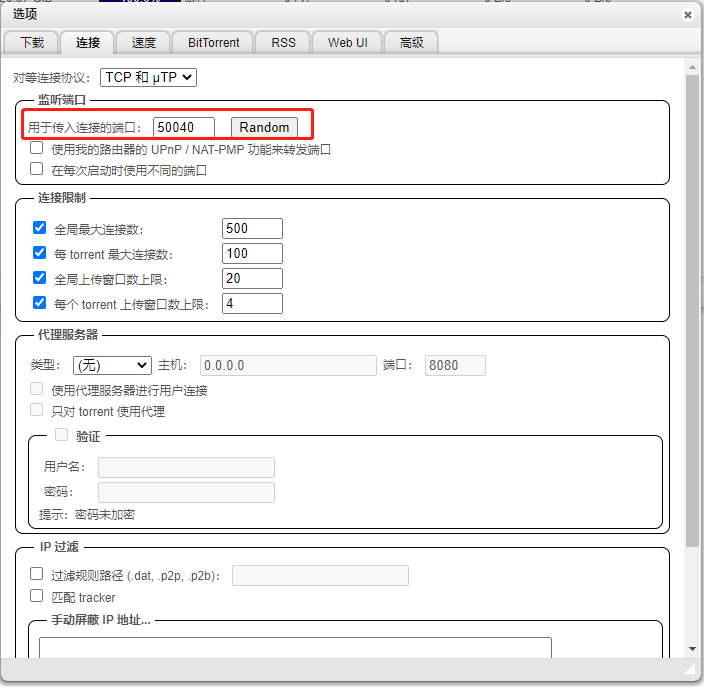 选项
下载 连接 速度 BitTorrent RSS Web UI 高级
对等连接协议： TCP 和 μTP
监听端口
用于传入连接的端口： 50040 Random
使用我的路由器的 UPnP / NAT-PMP 功能来转发端口
在每次启动时使用不同的端口
连接限制
全局最大连接数： 500
每 torrent 最大连接数： 100
全局上传窗口数上限： 20
每个 torrent 上传窗口数上限： 4
代理服务器
类型： (无) 主机： 0.0.0.0 端口： 8080
使用代理服务器进行用户连接
只对 torrent 使用代理
验证
用户名：
密码：
提示：密码未加密
IP 过滤
过滤规则路径 (.dat, .p2p, .p2b)：
匹配 tracker
手动屏蔽 IP 地址...